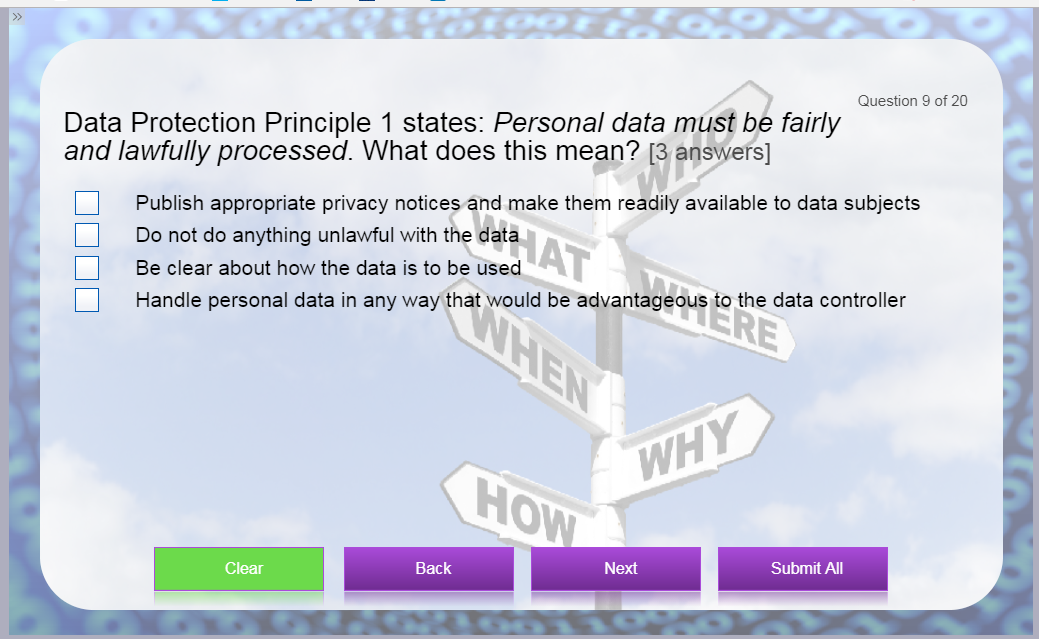 »
Question 9 of 20
Data Protection Principle 1 states: Personal data must be fairly
and lawfully processed. What does this mean? [3 answers]
Publish appropriate privacy notices and make them readily available to data subjects
Do not do anything unlawful with the data
Be clear about how the data is to be used
Handle personal data in any way that would be advantageous to the data controller
WHO
WHAT
WHERE
WHEN
WHY
HOW
Clear
Back
Next
Submit All